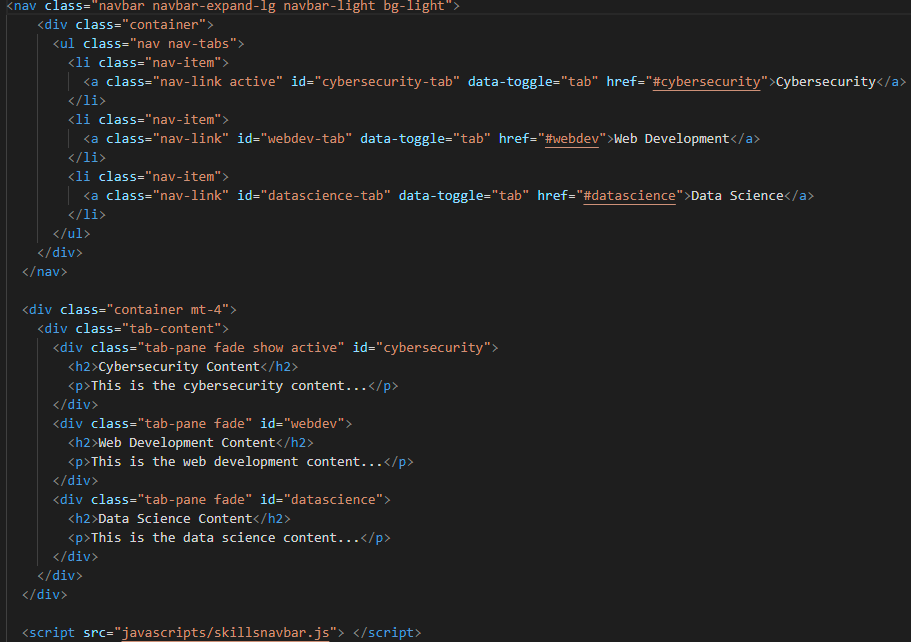 <nav class="navbar navbar-expand-lg navbar-light bg-light">
<div class="container">
<ul class="nav nav-tabs">
<li class="nav-item">
<a class="nav-link active" id="cybersecurity-tab" data-toggle="tab" href="#cybersecurity">Cybersecurity</a>
</li>
<li class="nav-item">
<a class="nav-link" id="webdev-tab" data-toggle="tab" href="#webdev">Web Development</a>
</li>
<li class="nav-item">
<a class="nav-link" id="datascience-tab" data-toggle="tab" href="#datascience">Data Science</a>
</li>
</ul>
</div>
</nav>
<div class="container mt-4">
<div class="tab-content">
<div class="tab-pane fade show active" id="cybersecurity">
<h2>Cybersecurity Content</h2>
<p>This is the cybersecurity content...</p>
</div>
<div class="tab-pane fade" id="webdev">
<h2>Web Development Content</h2>
<p>This is the web development content...</p>
</div>
<div class="tab-pane fade" id="datascience">
<h2>Data Science Content</h2>
<p>This is the data science content...</p>
</div>
</div>
</div>
<script src="javascripts/skillsnavbar.js"> </script>